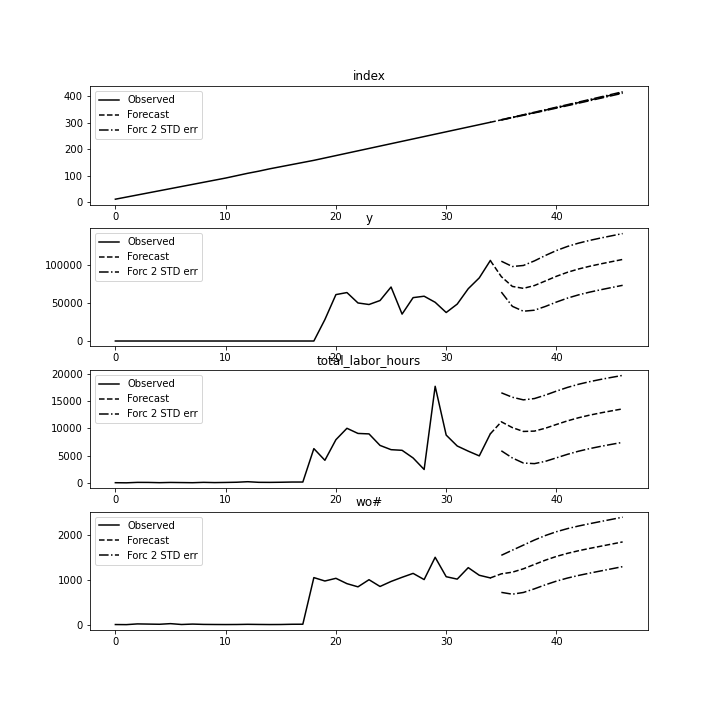 index
400
300
200
100
0
Observed
Forecast
Forc 2 STD err
0 10 20 30 40
y
100000
50000
0
Observed
Forecast
Forc 2 STD err
0 10 20 30 40
total_labor_hours
20000
15000
10000
5000
0
Observed
Forecast
Forc 2 STD err
0 10 20 30 40
wo#
2000
1000
0
Observed
Forecast
Forc 2 STD err
0 10 20 30 40